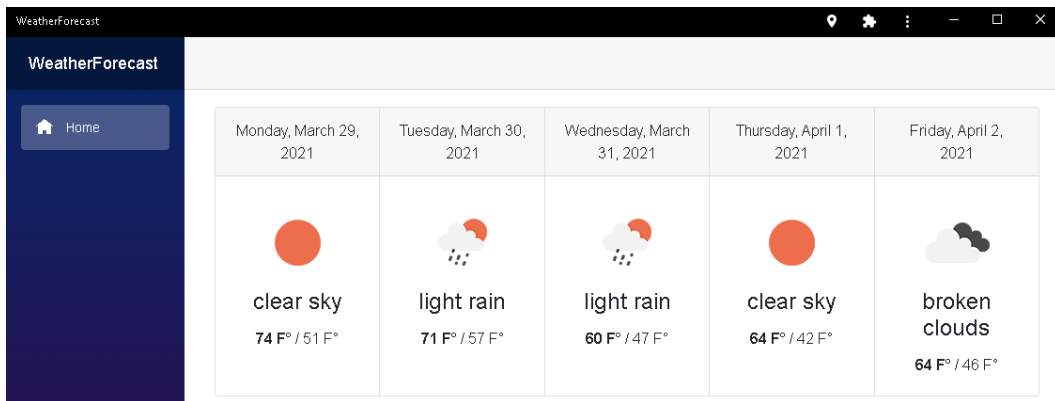 WeatherForecast
WeatherForecast
Home
Monday, March 29,
2021
Tuesday, March 30,
2021
Wednesday, March
31, 2021
Thursday, April 1,
2021
Friday, April 2,
2021
clear sky
74 F° / 51 F°
light rain
71 F° / 57 F°
light rain
60 F° / 47 F°
clear sky
64 F° / 42 F°
broken
clouds
64 F° / 46 F°